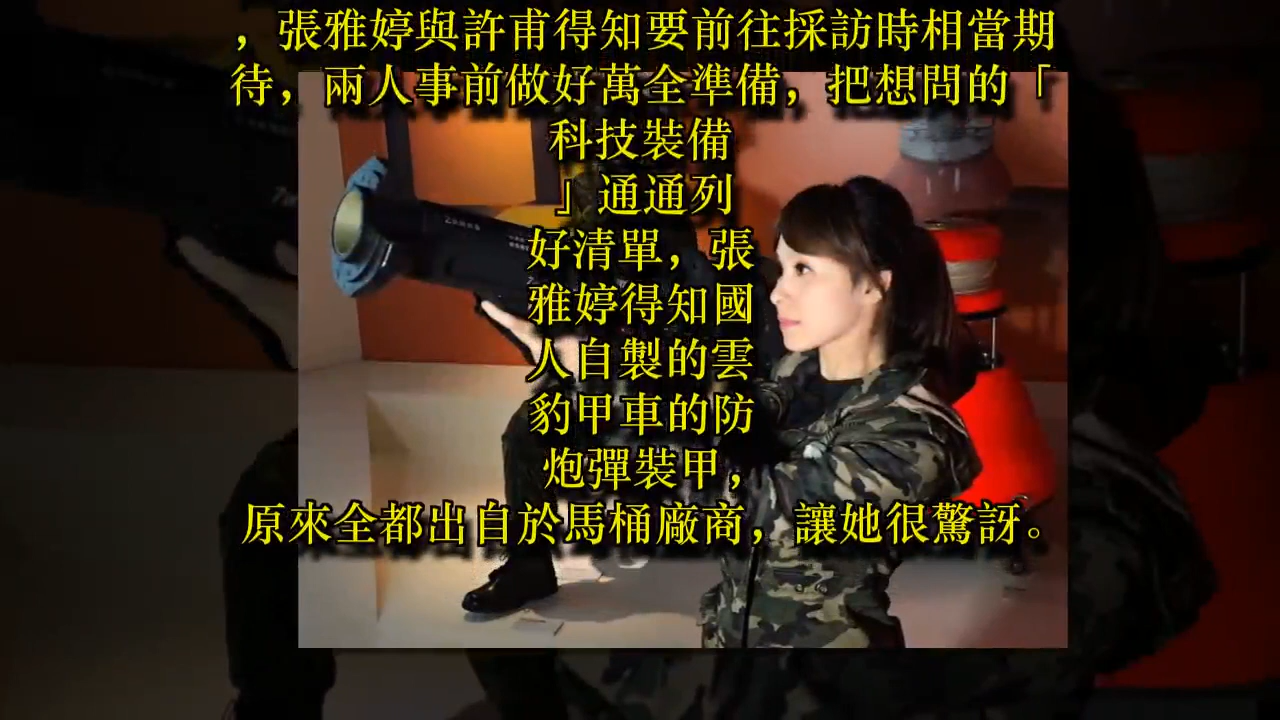 ，張雅婷與許甫得知要前往採訪時相當期
待，兩人事前做好萬全準備，把想問的「
科技裝備
」通通列
好清單，張
雅婷得知國
人自製的雲
豹甲車的防
炮彈裝甲，
原來全都出自於馬桶廠商，讓她很驚訝。